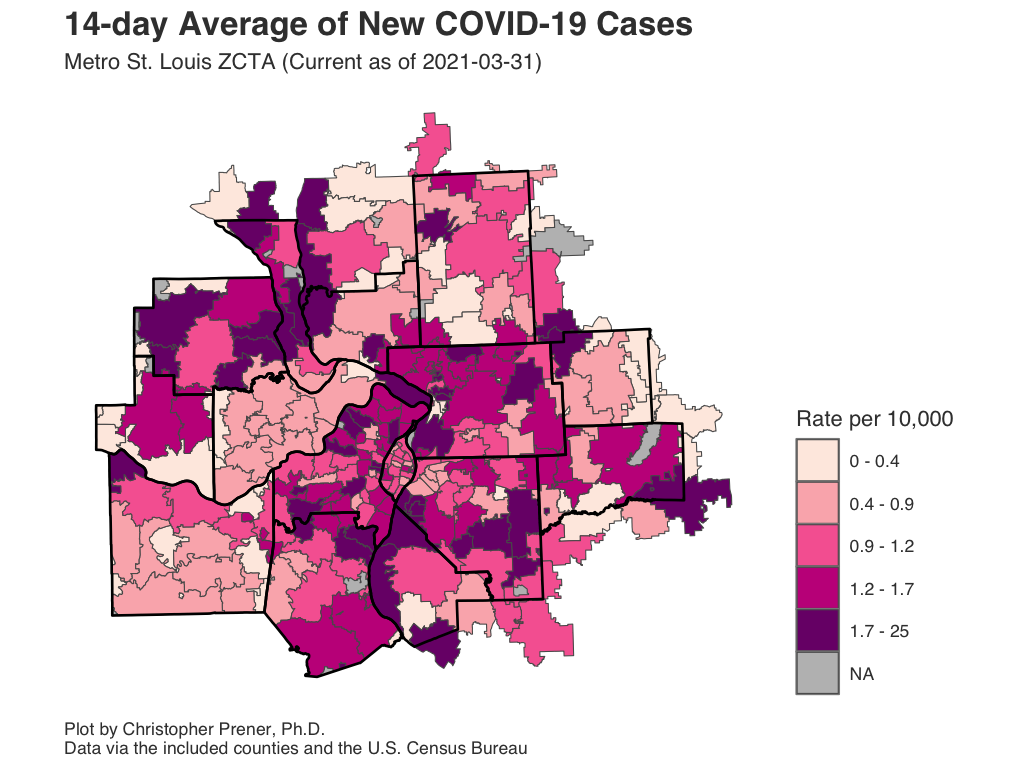 14-day Average of New COVID-19 Cases
Metro St. Louis ZCTA (Current as of 2021-03-31)
Rate per 10,000
0 - 0.4
0.4 - 0.9
0.9 - 1.2
1.2 - 1.7
1.7 - 25
NA
Plot by Christopher Prener, Ph.D.
Data via the included counties and the U.S. Census Bureau